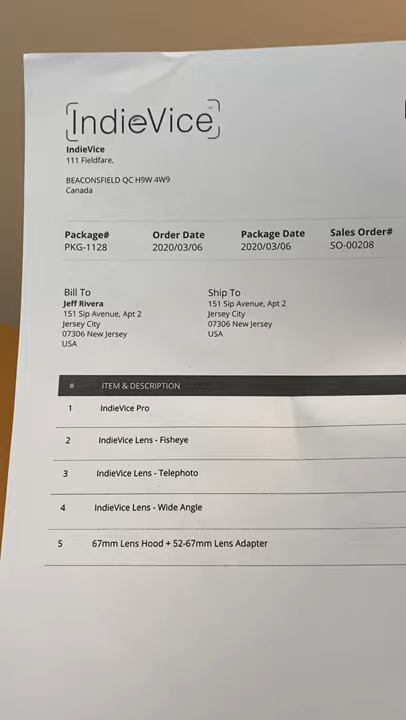 IndieVice
IndieVice
111 Fieldfare,
BEACONSFIELD QC H9W 4W9
Canada
Package# Order Date Package Date Sales Order#
PKG-1128 2020/03/06 2020/03/06 SO-00208
Bill To
Jeff Rivera
151 Sip Avenue, Apt 2
Jersey City
07306 New Jersey
USA
Ship To
151 Sip Avenue, Apt 2
Jersey City
07306 New Jersey
USA
# ITEM & DESCRIPTION
1 IndieVice Pro
2 IndieVice Lens - Fisheye
3 IndieVice Lens - Telephoto
4 IndieVice Lens - Wide Angle
5 67mm Lens Hood + 52-67mm Lens Adapter